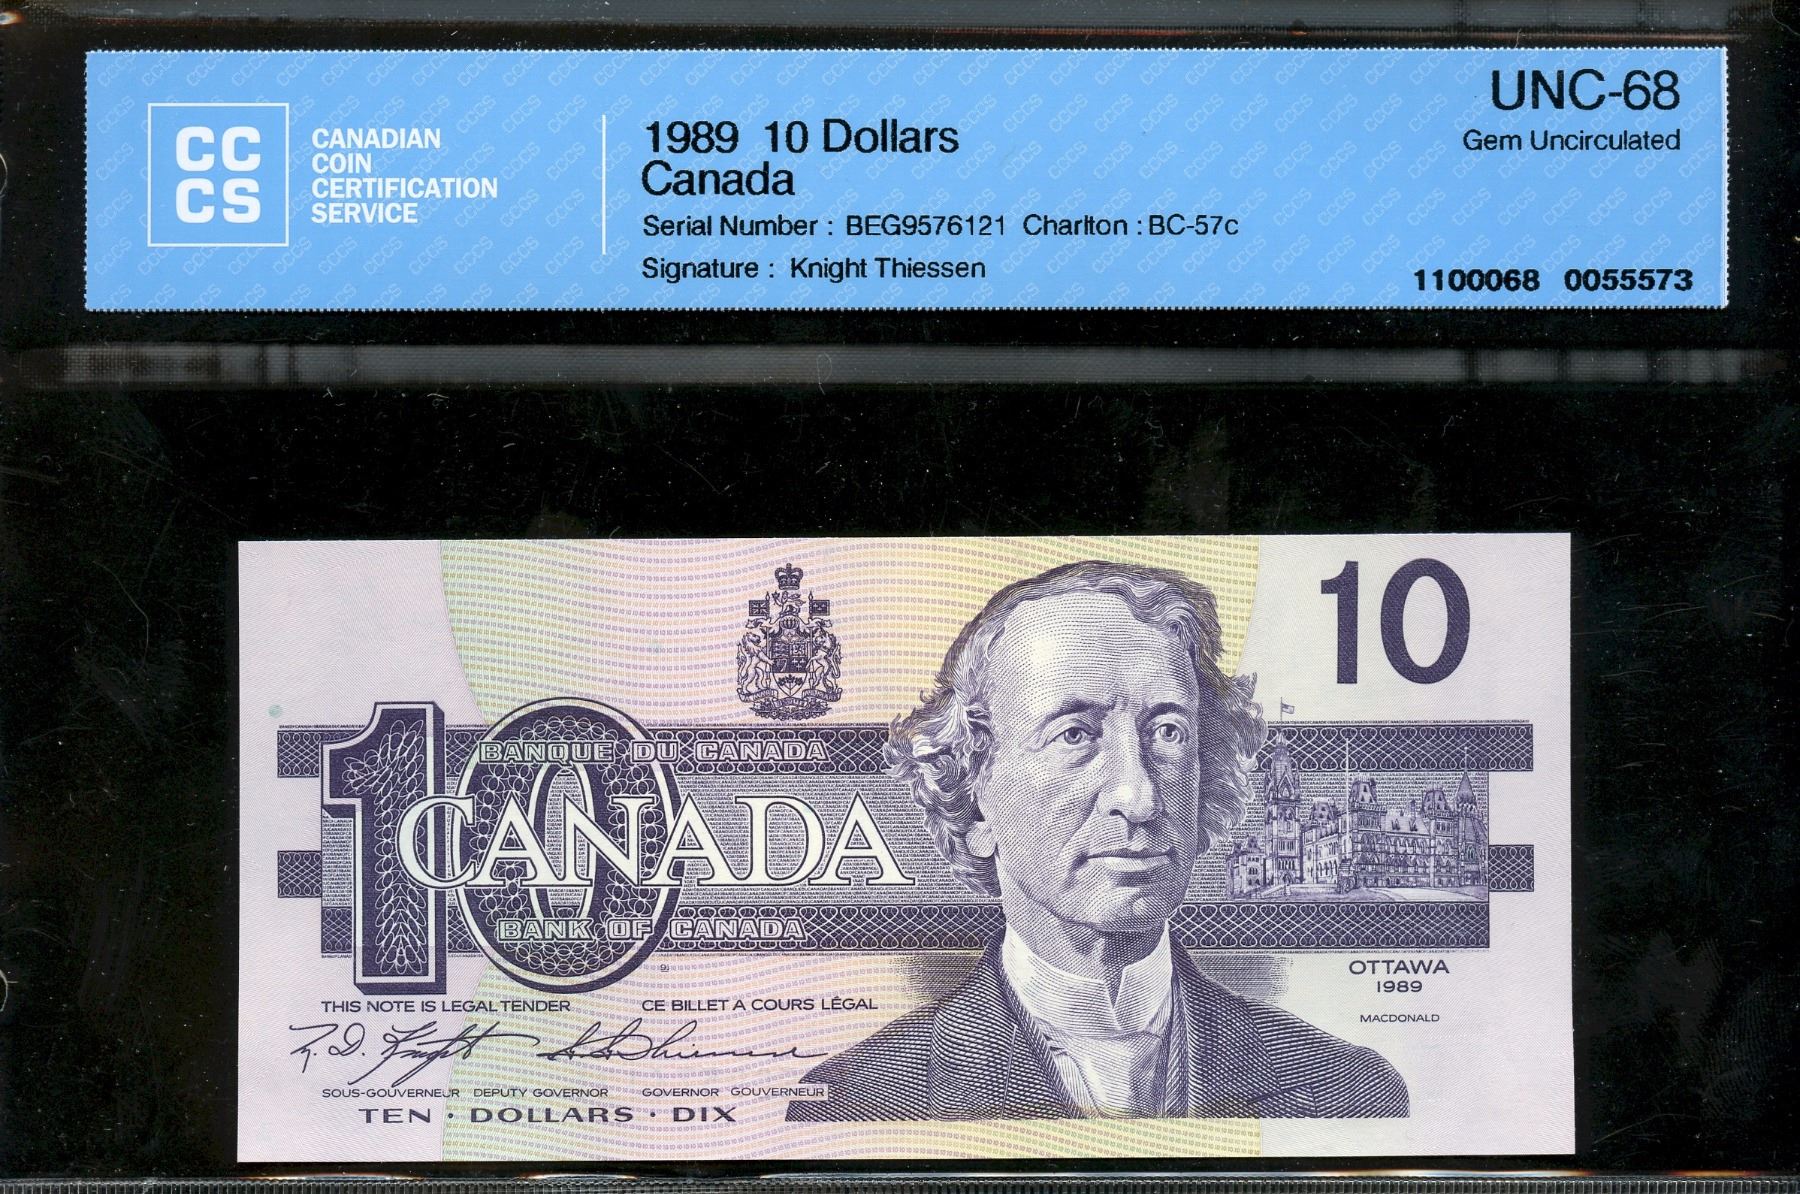 CC
CS
CANADIAN
COIN
CERTIFICATION
SERVICE
1989 10 Dollars
Canada
Serial Number : BEG9576121 Charlton : BC-57c
Signature : Knight Thiessen
UNC-68
Gem Uncirculated
1100068 0055573
10
10
BANQUE DU CANADA
CANADA
BANK OF CANADA
OTTAWA
1989
MACDONALD
THIS NOTE IS LEGAL TENDER CE BILLET A COURS LÉGAL
SOUS-GOUVERNEUR DEPUTY GOVERNOR GOVERNOR GOUVERNEUR
TEN · DOLLARS · DIX